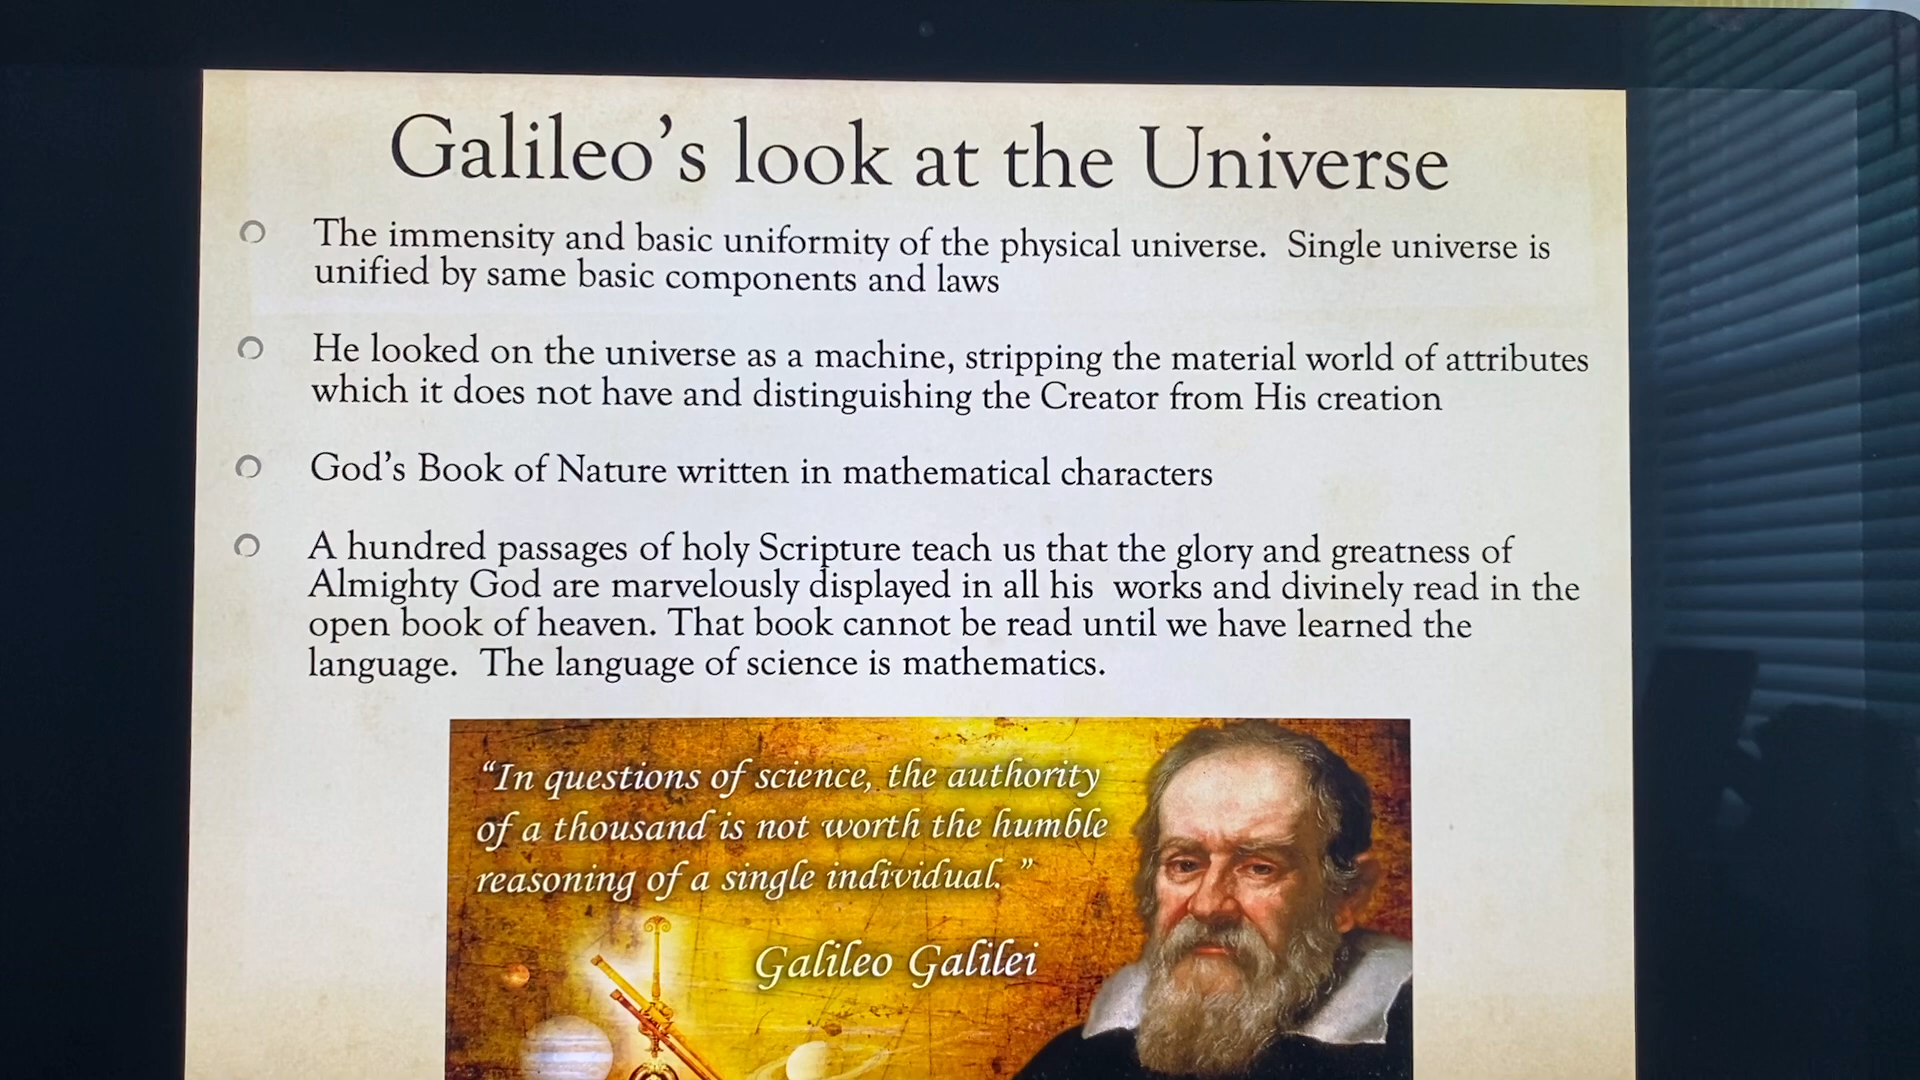 Galileo’s look at the Universe
The immensity and basic uniformity of the physical universe.  Single universe is
unified by same basic components and laws
He looked on the universe as a machine, stripping the material world of attributes
which it does not have and distinguishing the Creator from His creation
God’s Book of Nature written in mathematical characters
A hundred passages of holy Scripture teach us that the glory and greatness of
Almighty God are marvelously displayed in all his  works and divinely read in the
open book of heaven. That book cannot be read until we have learned the
language.  The language of science is mathematics.
“In questions of science, the authority
of a thousand is not worth the humble
reasoning of a single individual. ”
Galileo Galilei